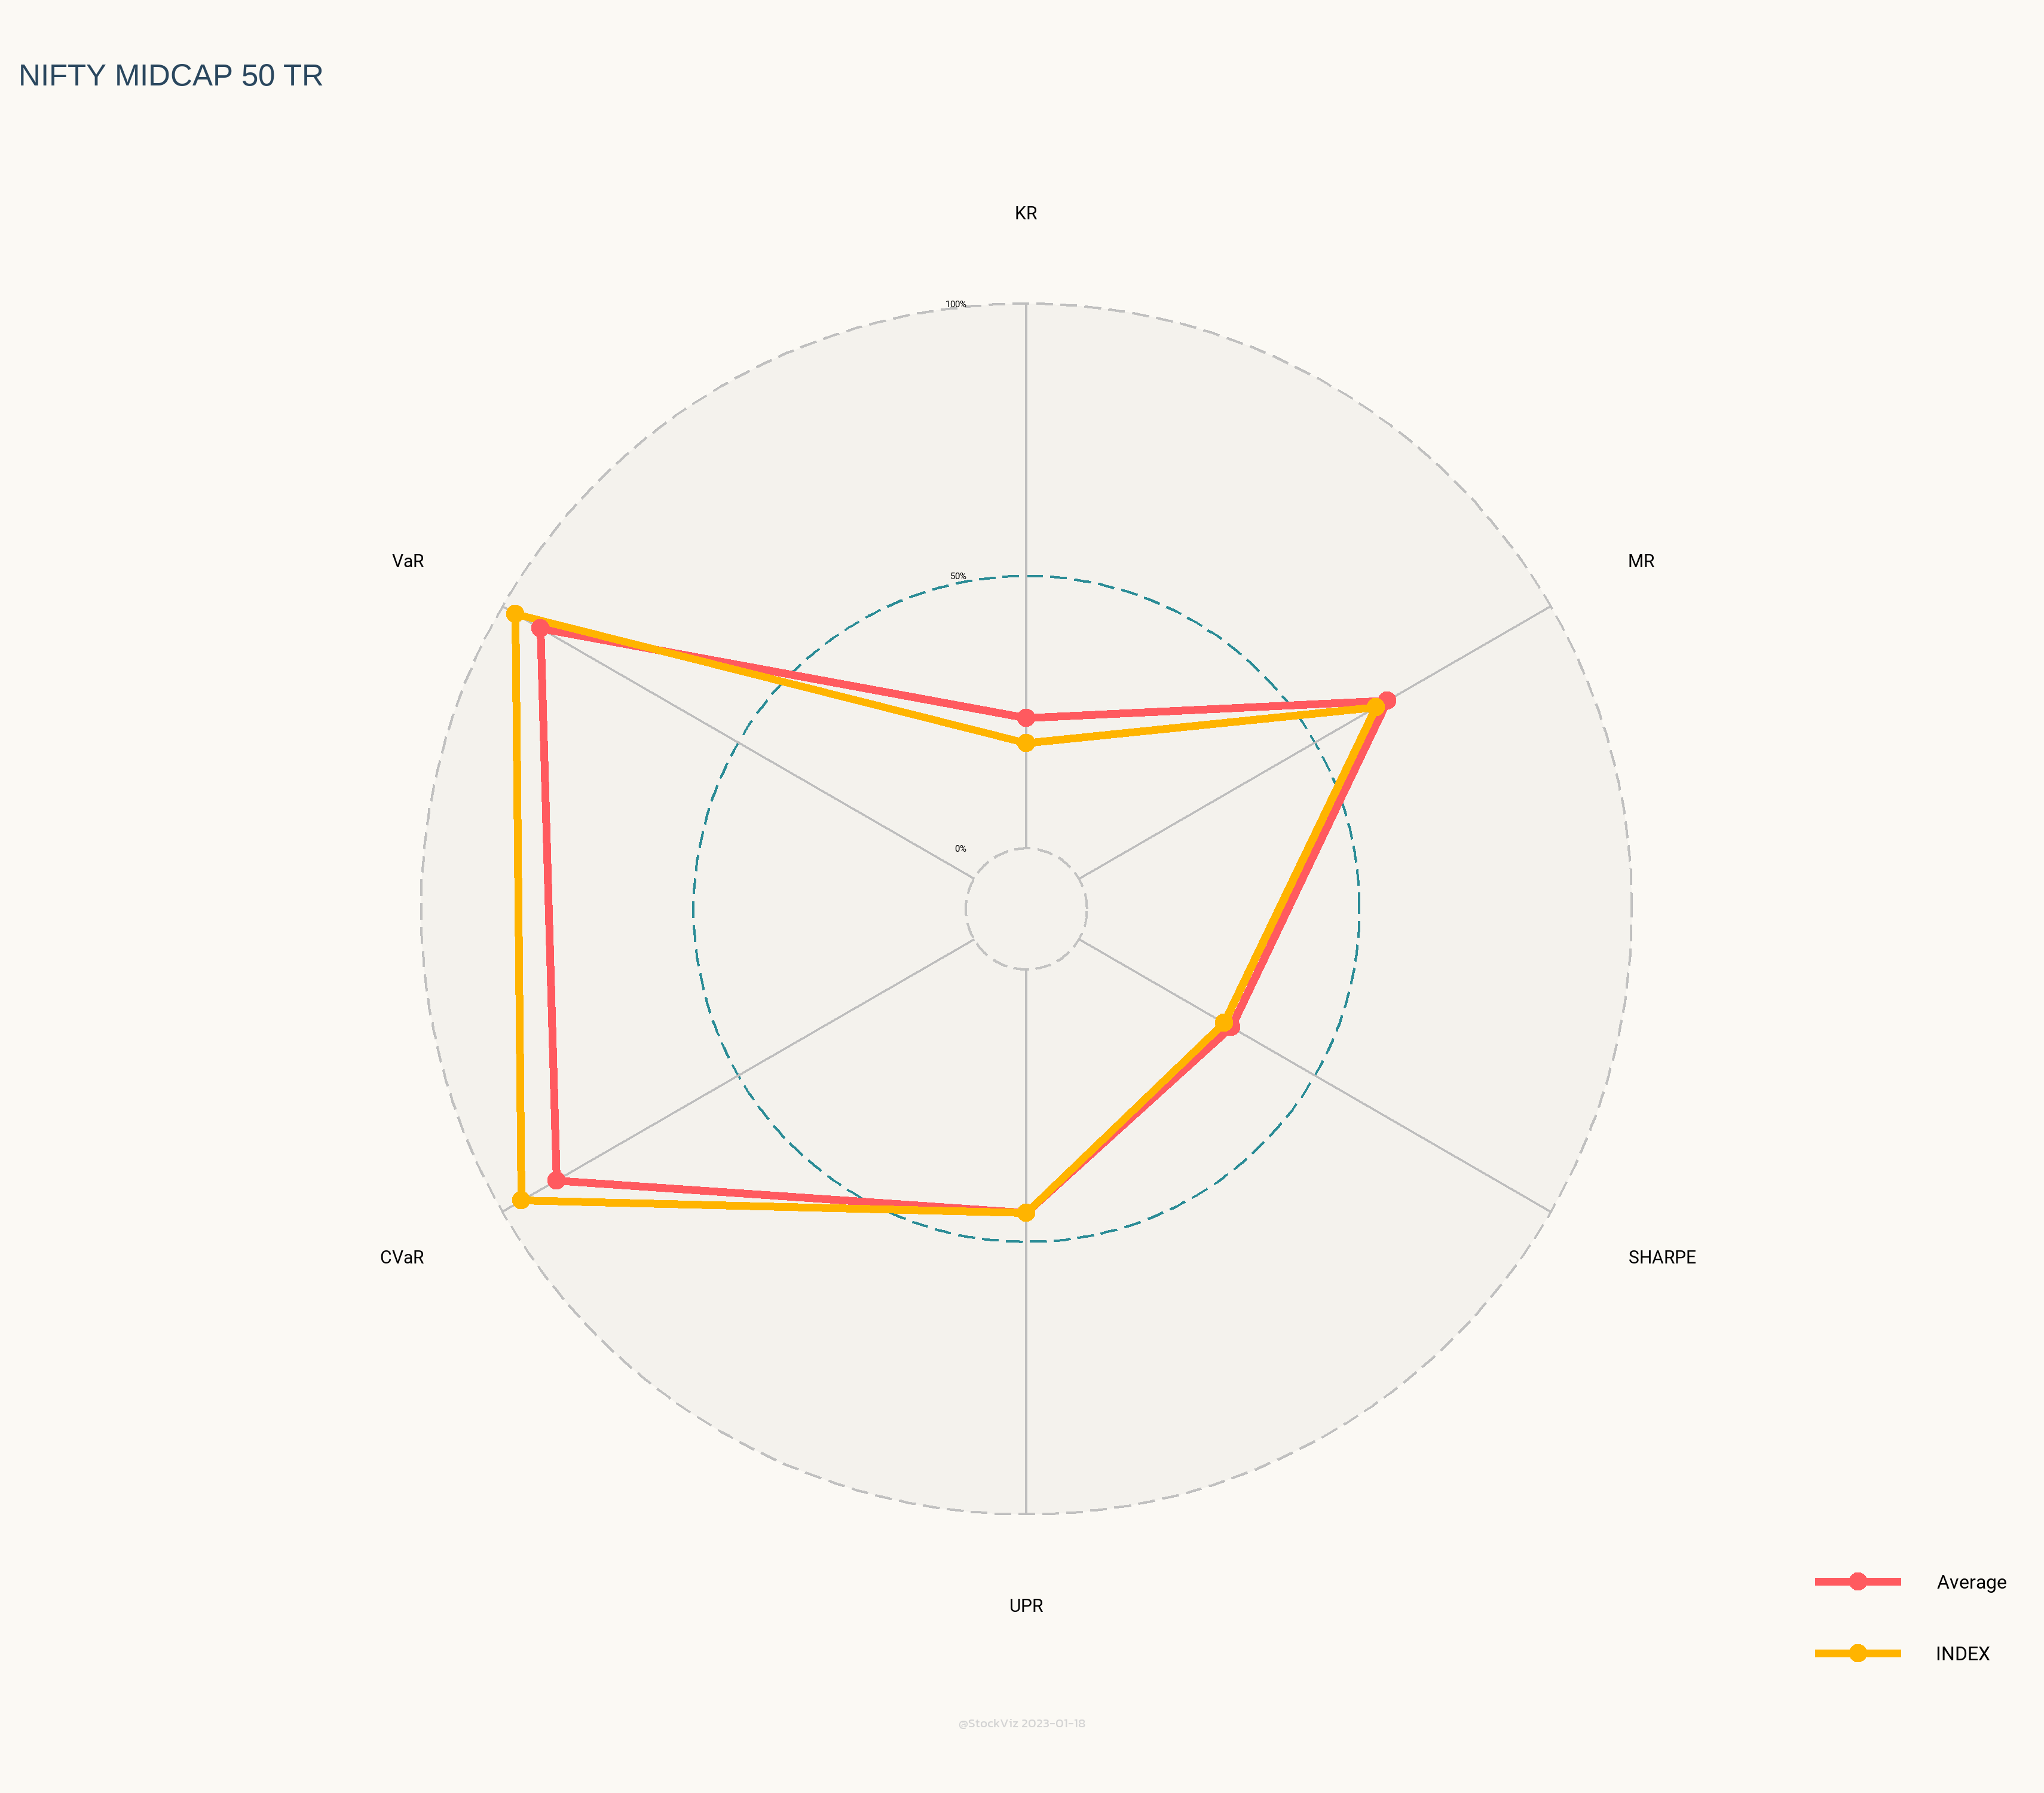 NIFTY MIDCAP 50 TR
KR
100%
VaR
MR
50%
0%
CVaR
SHARPE
UPR
Average
INDEX
@StockViz 2023-01-18